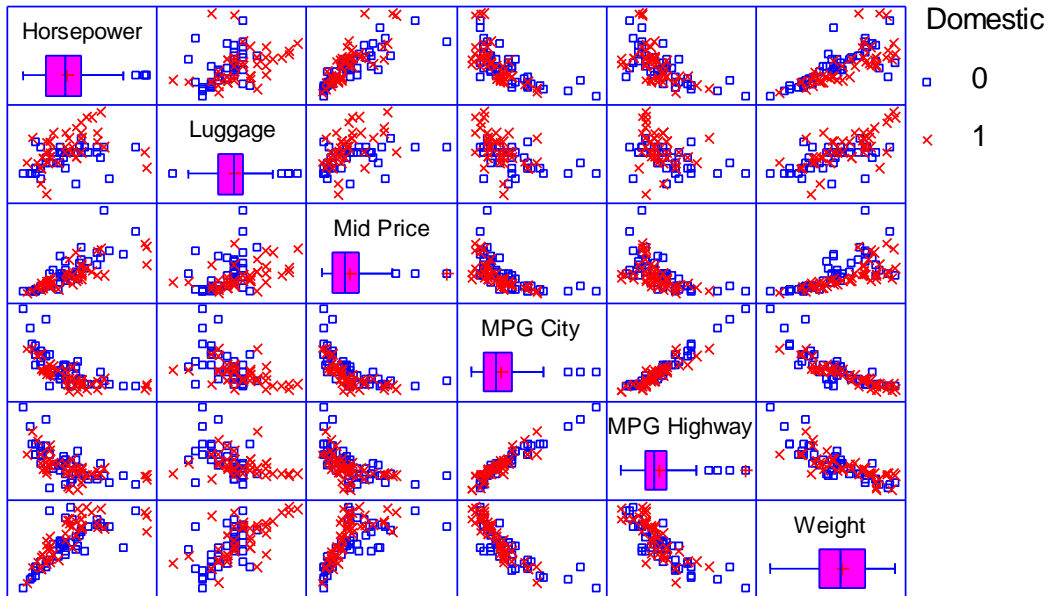 Domestic
0
1
Horsepower
Luggage
Mid Price
MPG City
MPG Highway
Weight